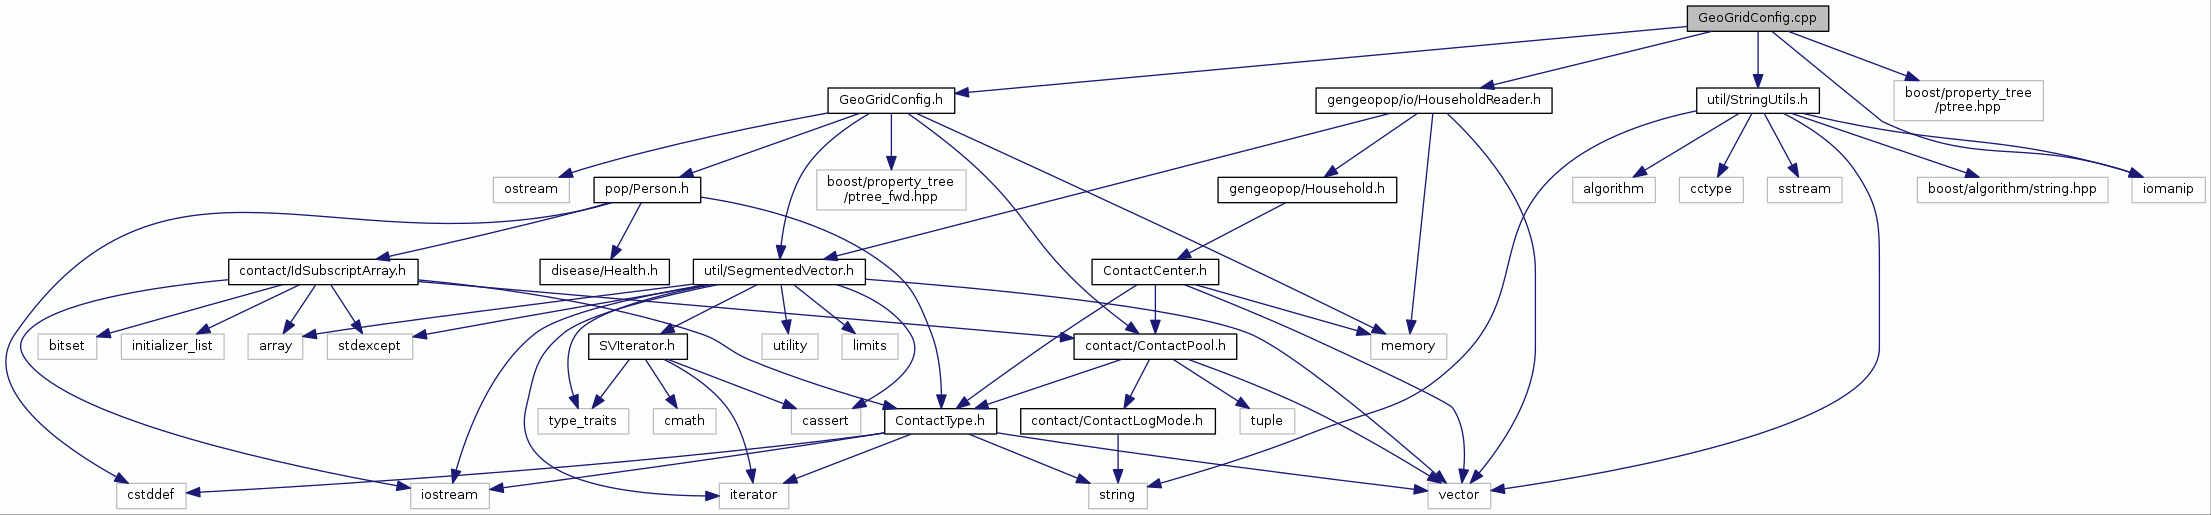 GeoGridConfig.cpp
GeoGridConfig.h
gengeopop/io/HouseholdReader.h
util/StringUtils.h
boost/property_tree
/ptree.hpp
ostream
pop/Person.h
boost/property_tree
/ptree_fwd.hpp
gengeopop/Household.h
algorithm
cctype
sstream
boost/algorithm/string.hpp
iomanip
contact/IdSubscriptArray.h
disease/Health.h
util/SegmentedVector.h
ContactCenter.h
bitset
initializer_list
array
stdexcept
SVIterator.h
utility
limits
contact/ContactPool.h
memory
type_traits
cmath
cassert
ContactType.h
contact/ContactLogMode.h
tuple
cstddef
iostream
iterator
string
vector